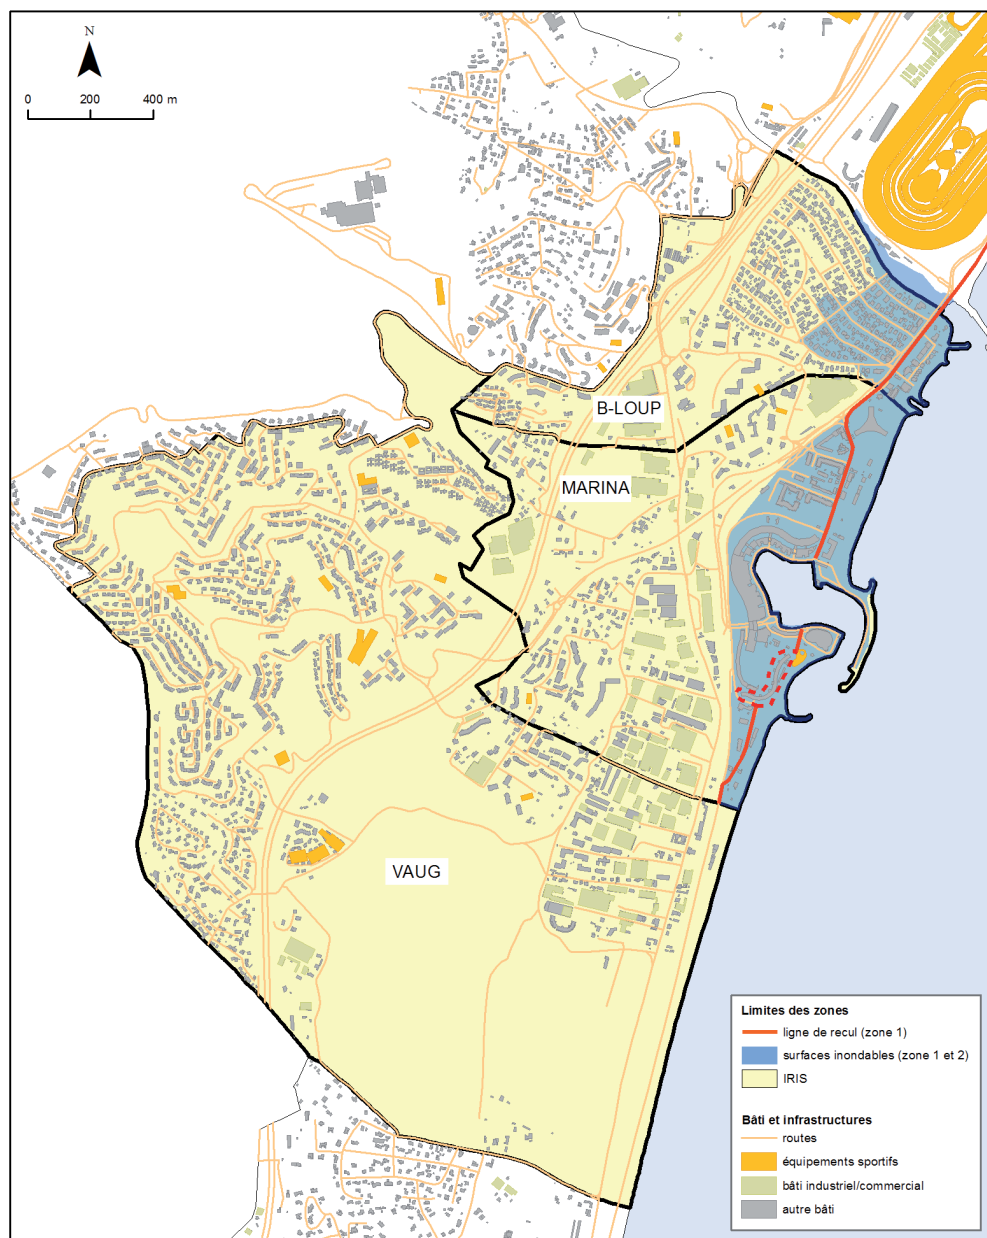 N
0 200 400 m
B-LOUP
MARINA
VAUG
Limites des zones
ligne de recul (zone 1)
surfaces inondables (zone 1 et 2)
IRIS
Bâti et infrastructures
routes
équipements sportifs
bâti industriel/commercial
autre bâti